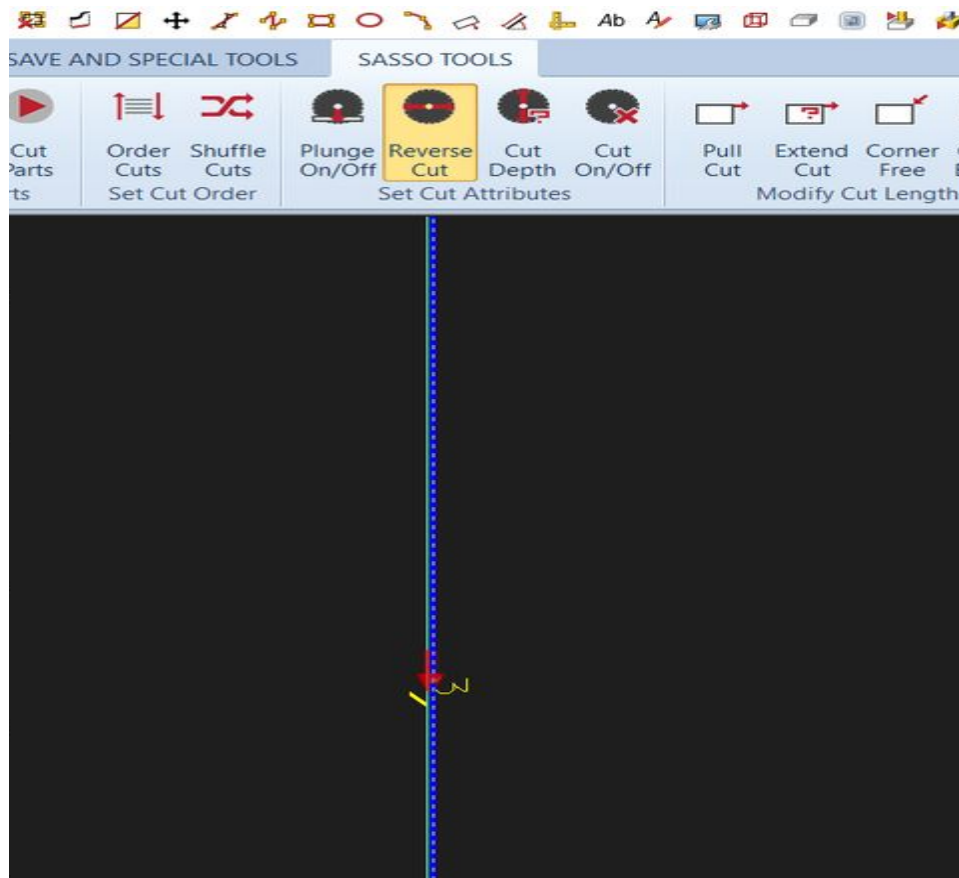 Ab
SAVE AND SPECIAL TOOLS SASSO TOOLS
Cut Order Shuffle Plunge Reverse Cut Cut Pull Extend Corner
Parts Cuts Cuts On/Off Cut Depth On/Off Cut Cut Free
Set Cut Order Set Cut Attributes Modify Cut Length
3